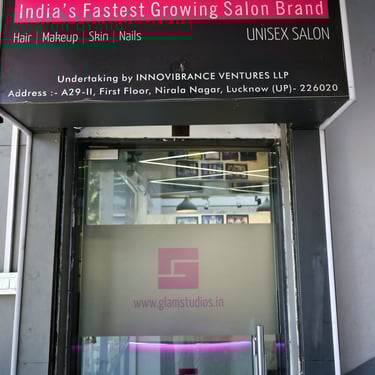 India's Fastest Growing Salon Brand
Hair | Makeup | Skin | Nails
UNISEX SALON
Undertaking by INNOVIBRANCE VENTURES LLP
Address :- A29-II, First Floor, Nirala Nagar, Lucknow (UP)- 226020
www.glamstudios.in